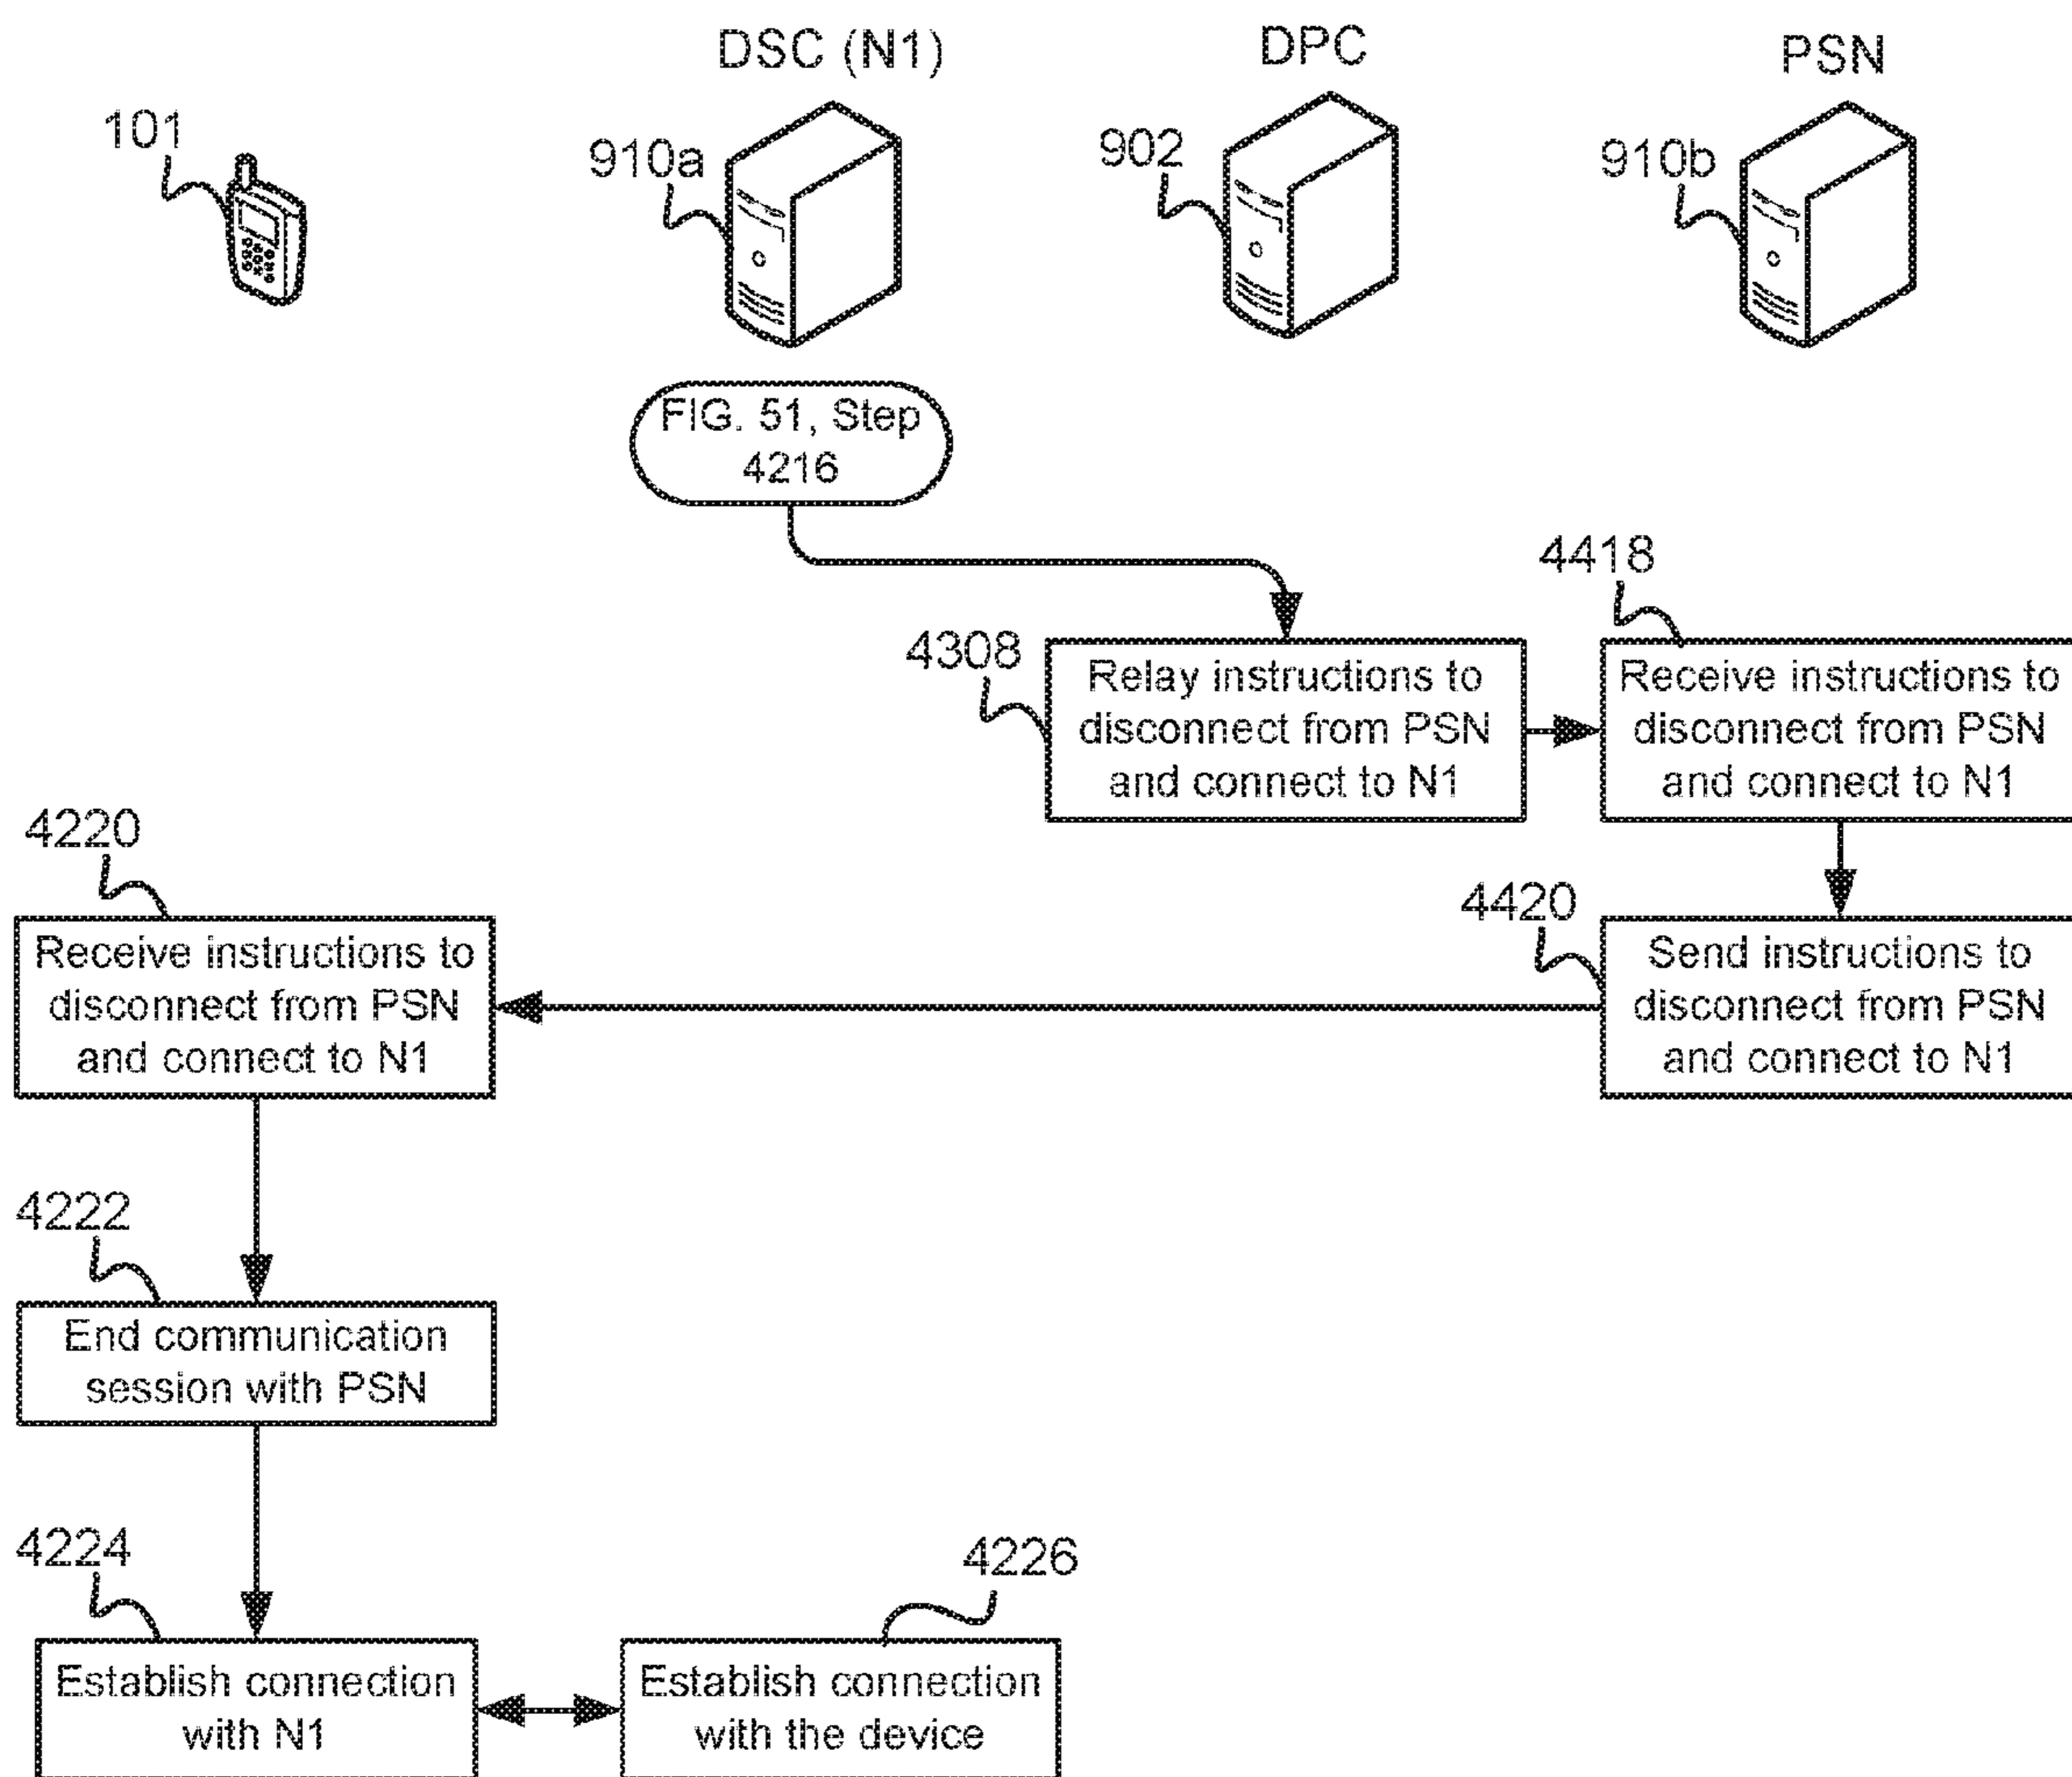 DSC (N1)
DPC
PSN
101
910a
902
910b
FIG. 51, Step
4216
4418
4308
Relay instructions to
disconnect from PSN
and connect to N1
Receive instructions to
disconnect from PSN
and connect to N1
4220
4420
Receive instructions to
disconnect from PSN
and connect to N1
Send instructions to
disconnect from PSN
and connect to N1
4222
End communication
session with PSN
4224
4226
Establish connection
with N1
Establish connection
with the device